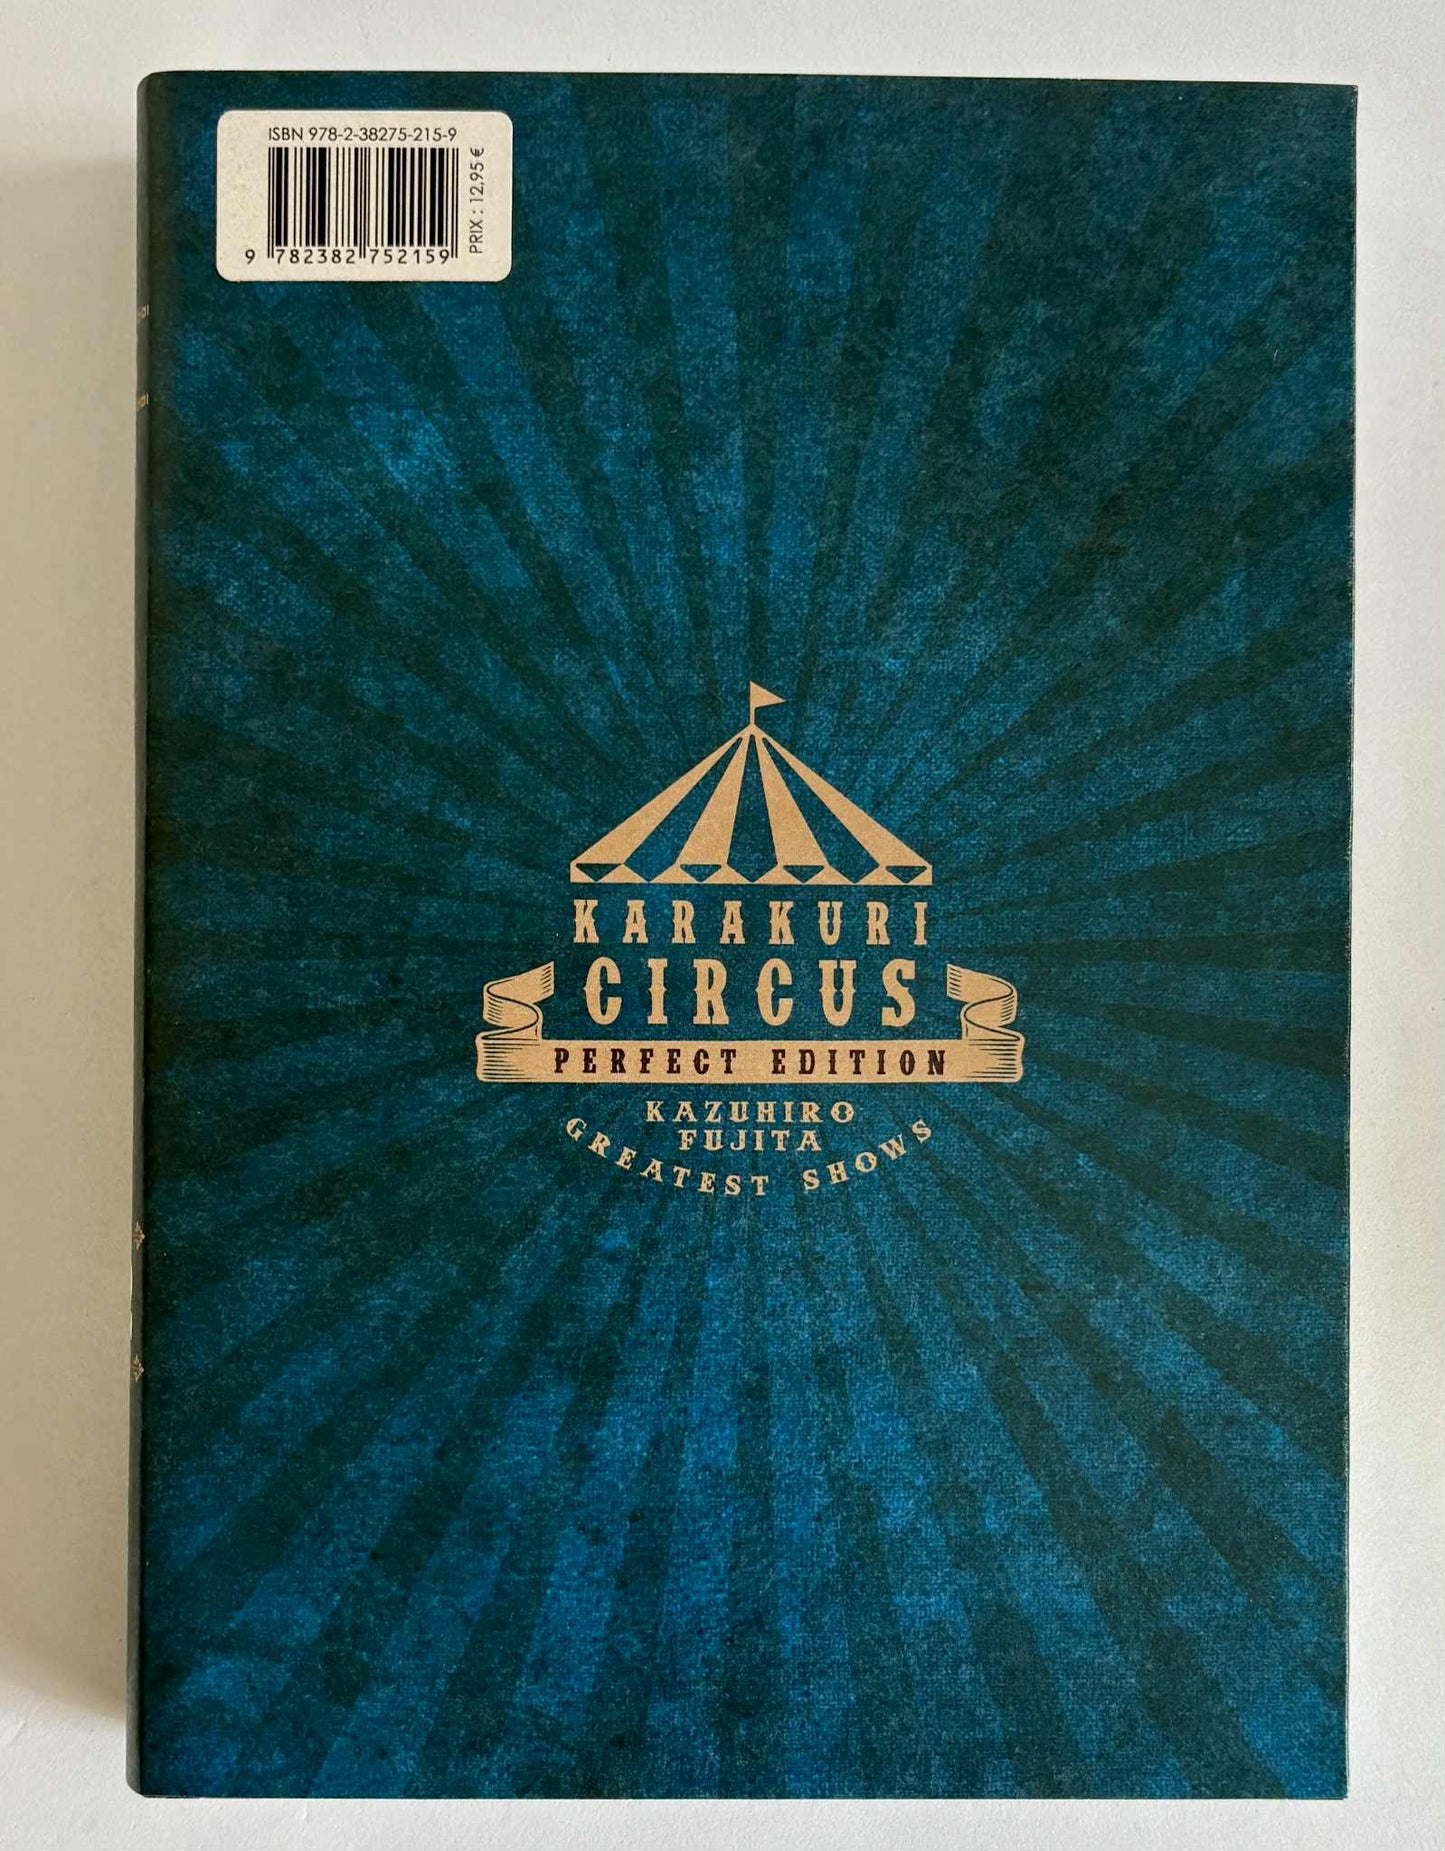 ISBN 978-2-38275-215-9
PRIX : 12,95 €
9 782382 752159
KARAKURI
CIRCUS
PERFECT EDITION
KAZUHIRO
FUJITA
GREATEST SHOWS